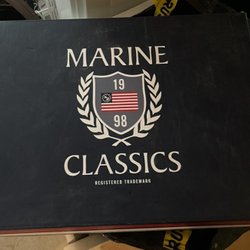 MARINE
19
98
CLASSICS
REGISTERED TRADEMARK